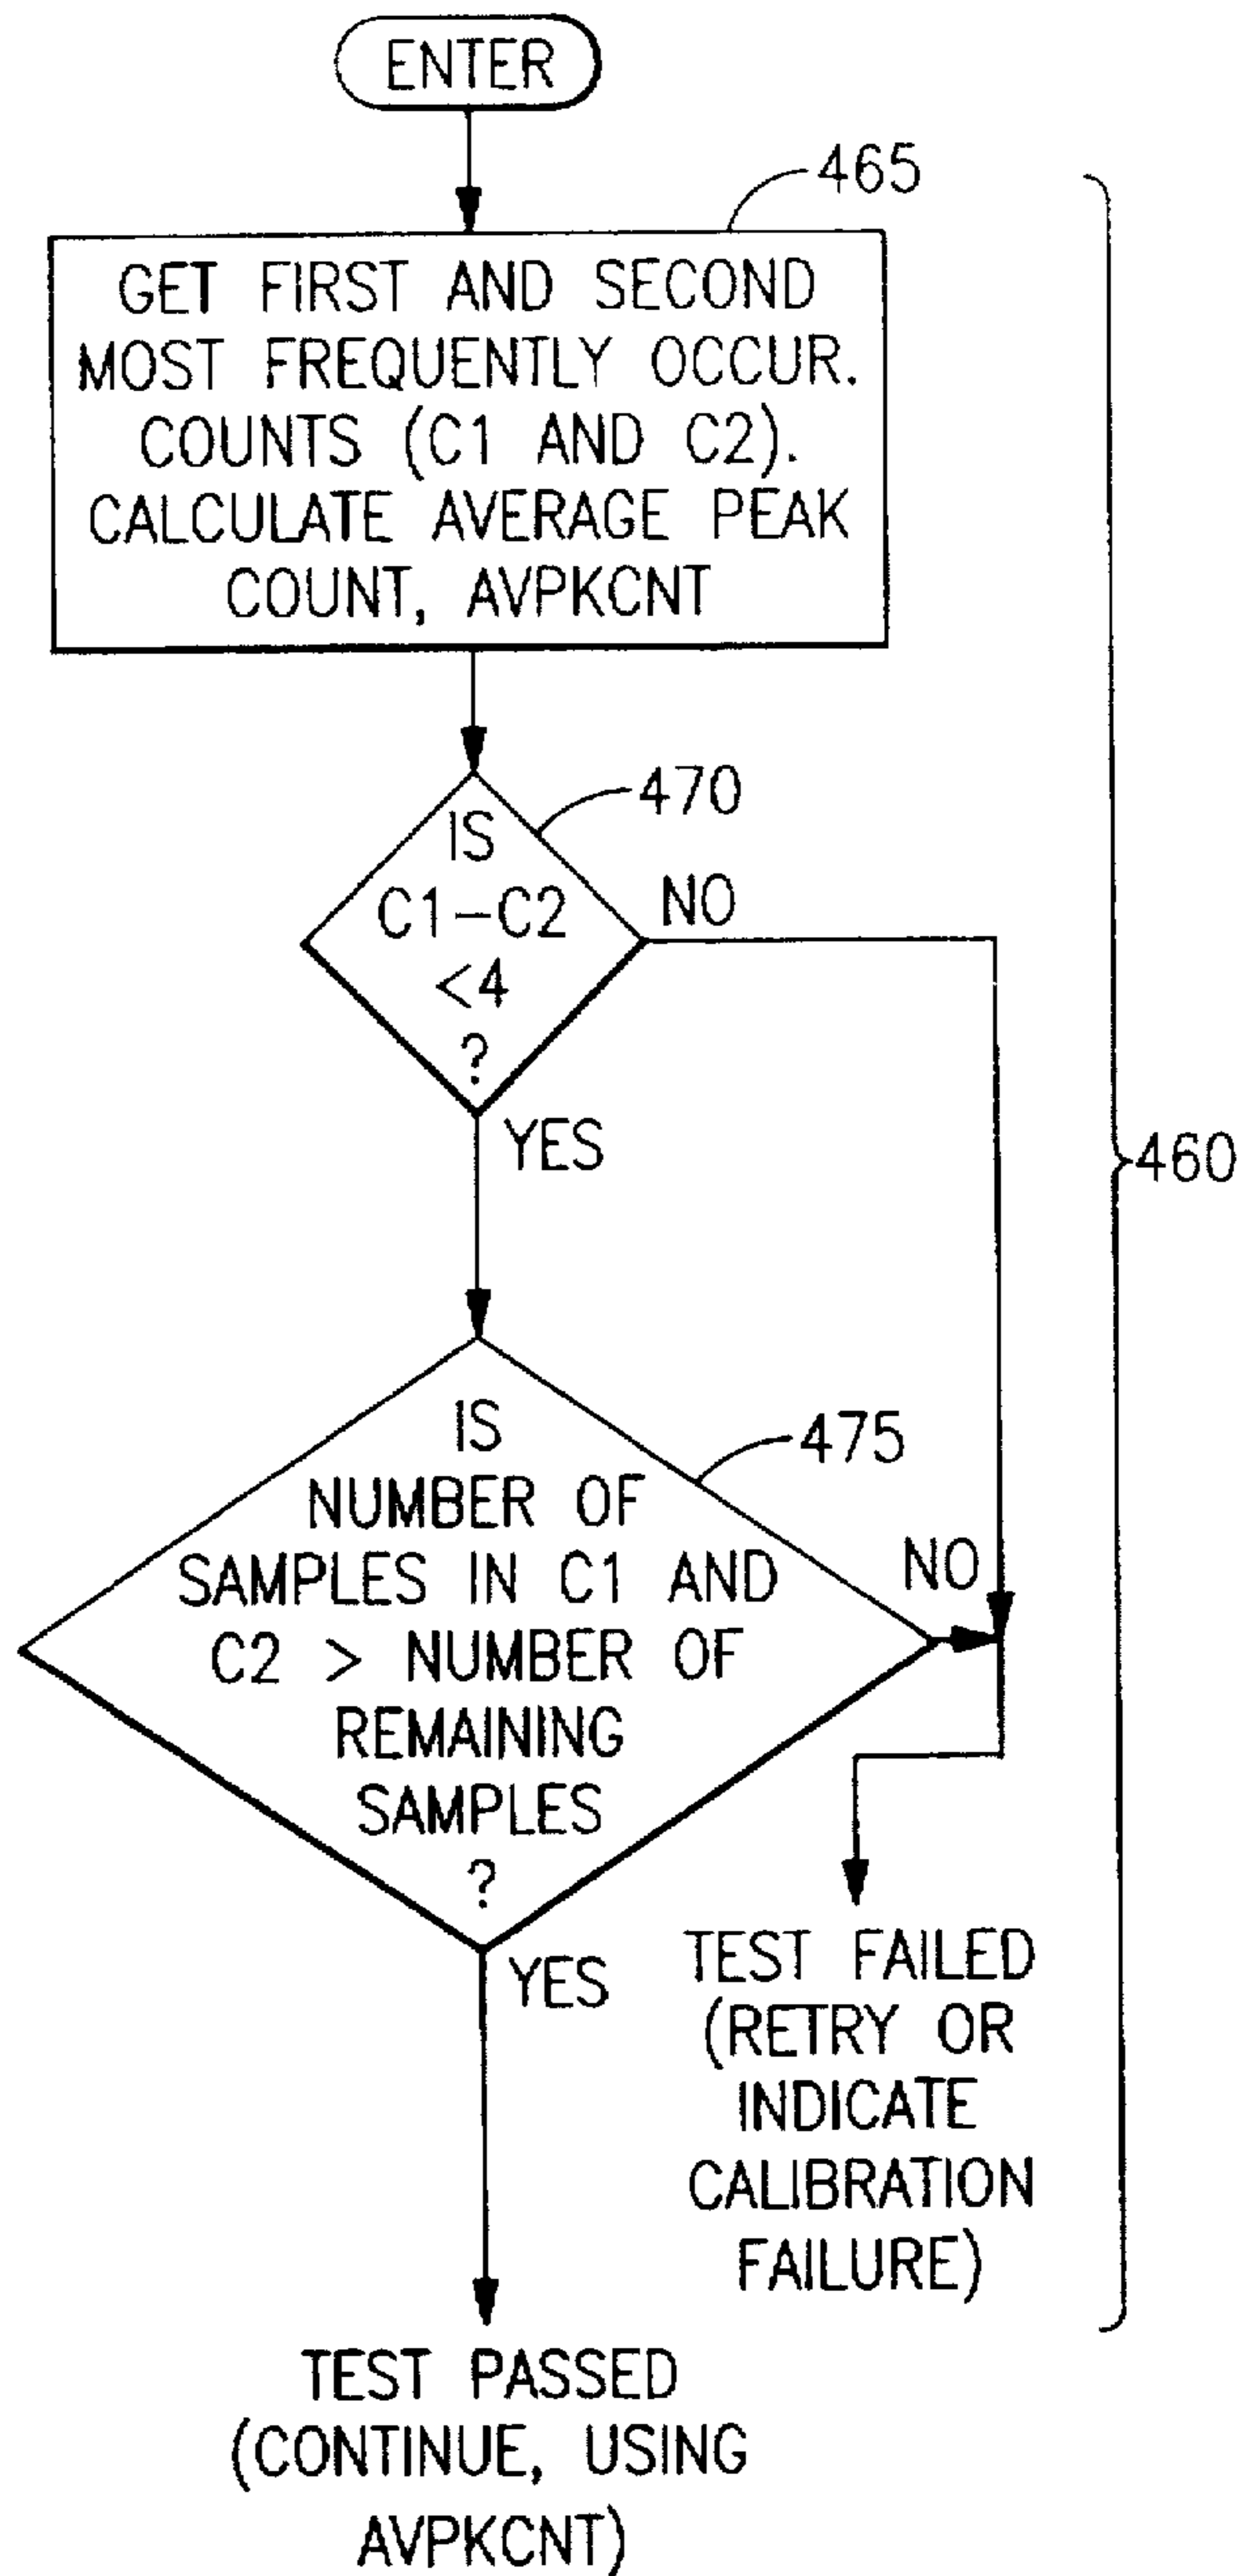 ENTER
465
GET FIRST AND SECOND
MOST FREQUENTLY OCCUR.
COUNTS (C1 AND C2).
CALCULATE AVERAGE PEAK
COUNT, AVPKCNT
470
IS
C1-C2
<4
?
NO
YES
460
475
IS
NUMBER OF
SAMPLES IN C1 AND
C2 > NUMBER OF
REMAINING
SAMPLES
?
NO
YES
TEST FAILED
(RETRY OR
INDICATE
CALIBRATION
FAILURE)
TEST PASSED
(CONTINUE, USING
AVPKCNT)